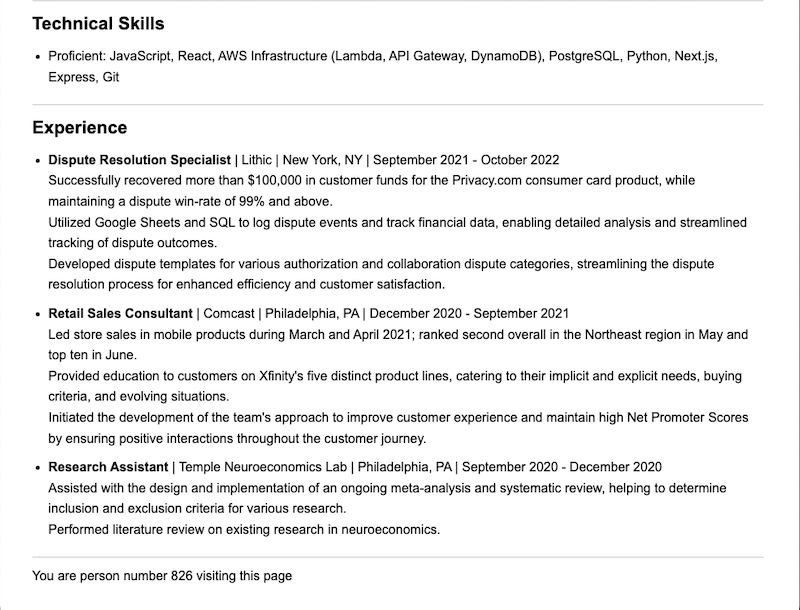 Technical Skills
• Proficient: JavaScript, React, AWS Infrastructure (Lambda, API Gateway, DynamoDB), PostgreSQL, Python, Next.js,
Express, Git
Experience
• Dispute Resolution Specialist | Lithic | New York, NY | September 2021 - October 2022
Successfully recovered more than $100,000 in customer funds for the Privacy.com consumer card product, while
maintaining a dispute win-rate of 99% and above.
Utilized Google Sheets and SQL to log dispute events and track financial data, enabling detailed analysis and streamlined
tracking of dispute outcomes.
Developed dispute templates for various authorization and collaboration dispute categories, streamlining the dispute
resolution process for enhanced efficiency and customer satisfaction.
• Retail Sales Consultant | Comcast | Philadelphia, PA | December 2020 - September 2021
Led store sales in mobile products during March and April 2021; ranked second overall in the Northeast region in May and
top ten in June.
Provided education to customers on Xfinity's five distinct product lines, catering to their implicit and explicit needs, buying
criteria, and evolving situations.
Initiated the development of the team's approach to improve customer experience and maintain high Net Promoter Scores
by ensuring positive interactions throughout the customer journey.
• Research Assistant | Temple Neuroeconomics Lab | Philadelphia, PA | September 2020 - December 2020
Assisted with the design and implementation of an ongoing meta-analysis and systematic review, helping to determine
inclusion and exclusion criteria for various research.
Performed literature review on existing research in neuroeconomics.
You are person number 826 visiting this page